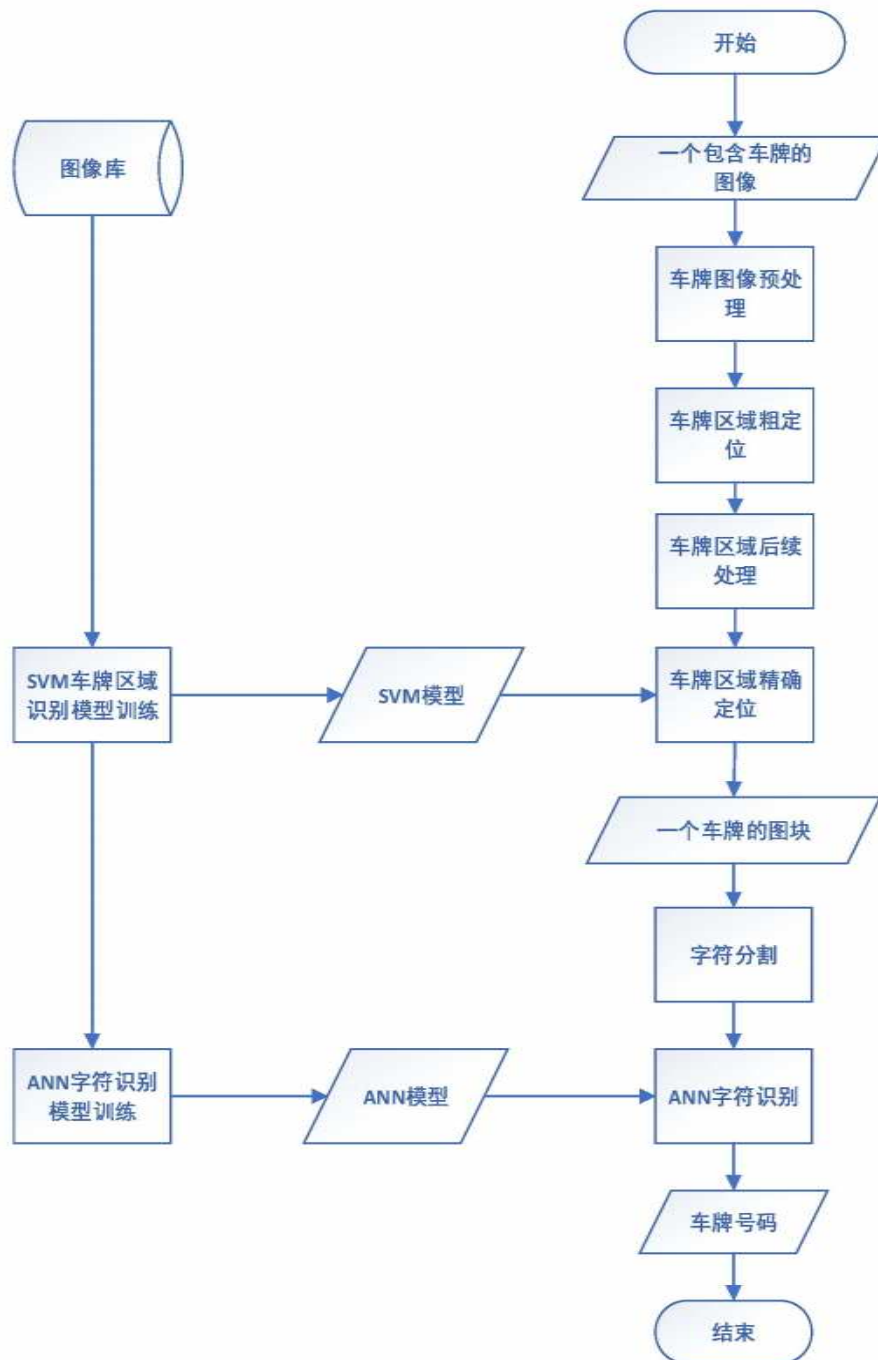 开始
图像库
一个包含车牌的
图像
车牌图像预处
理
车牌区域粗定
位
车牌区域后续
处理
SVM车牌区域
识别模型训练
SVM模型
车牌区域精确
定位
一个车牌的图块
字符分割
ANN字符识别
模型训练
ANN模型
ANN字符识别
车牌号码
结束